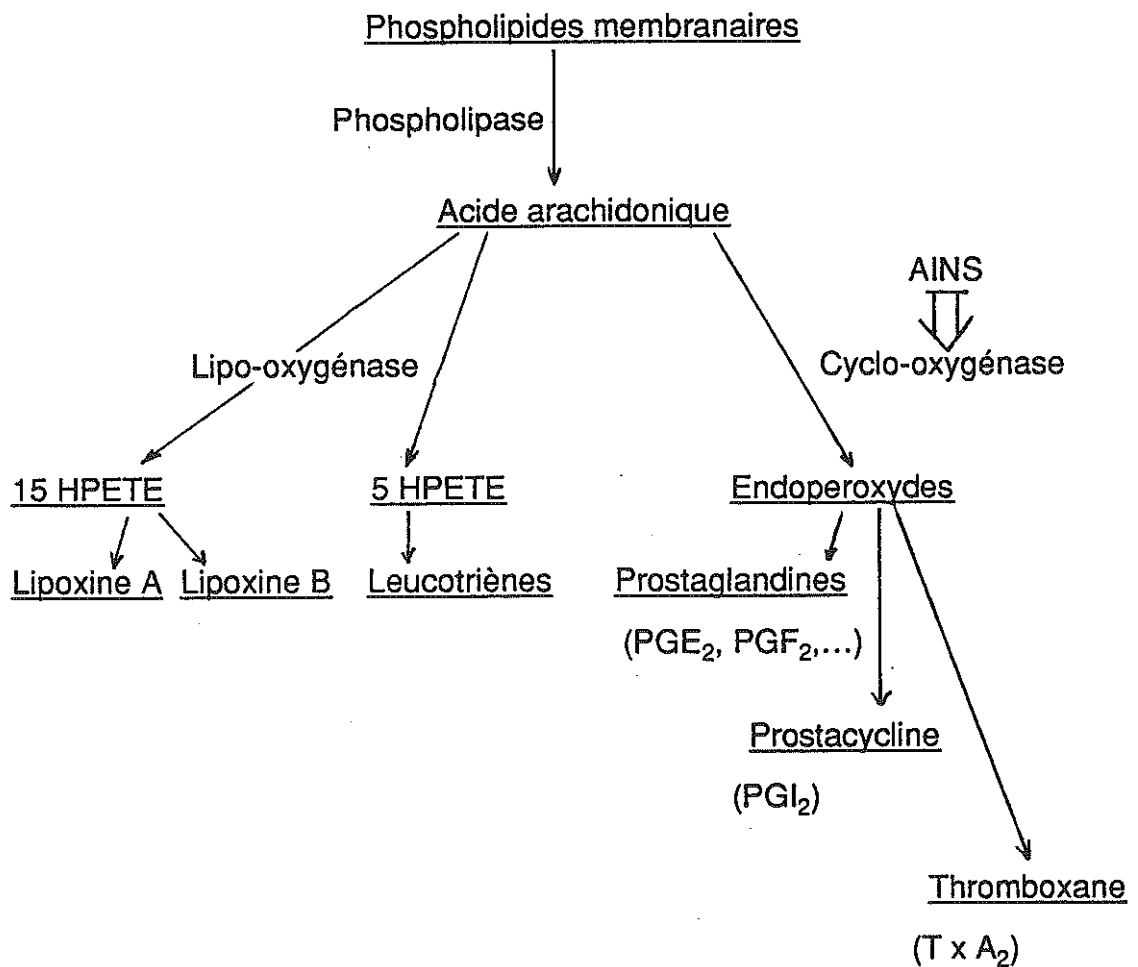 Phospholipides membranaires
Phospholipase
Acide arachidonique
AINS
Lipo-oxygénase
Cyclo-oxygénase
15 HPETE
5 HPETE
Endoperoxydes
Lipoxine A
Lipoxine B
Leucotriènes
Prostaglandines
(PGE₂, PGF₂,...)
Prostacycline
(PGI₂)
Thromboxane
(T x A₂)